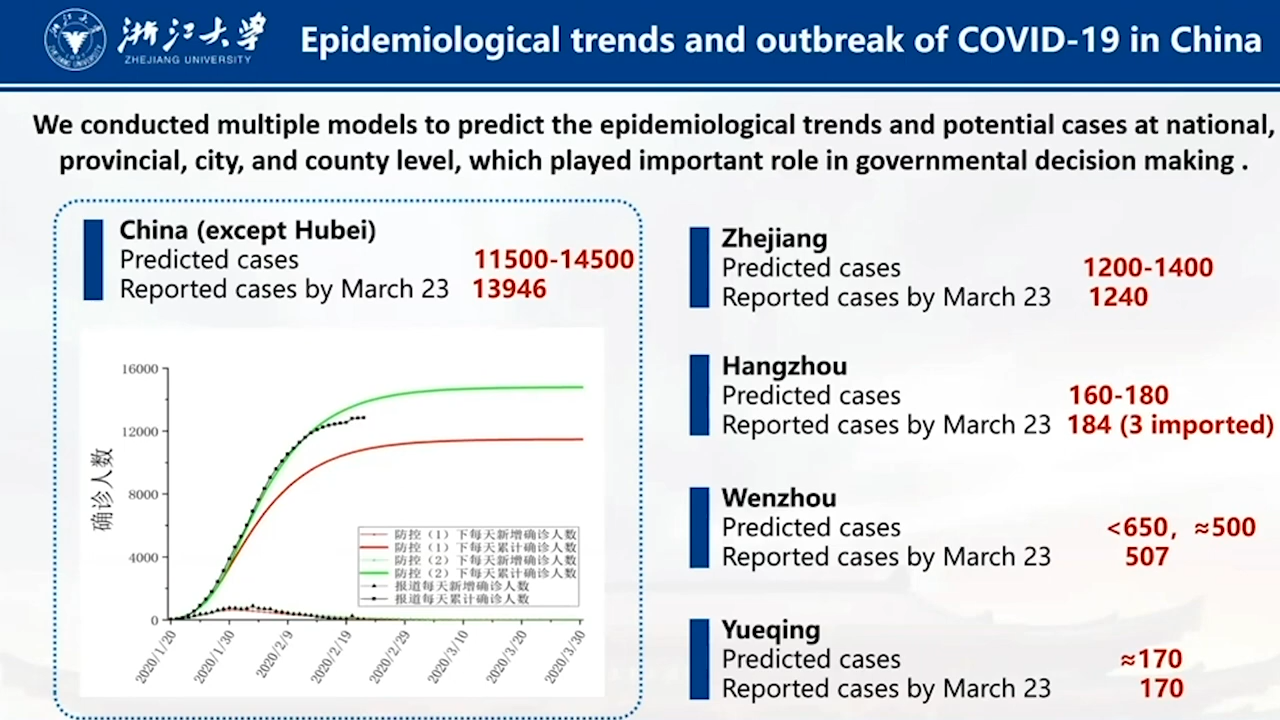 浙江大学
ZHEJIANG UNIVERSITY
Epidemiological trends and outbreak of COVID-19 in China
We conducted multiple models to predict the epidemiological trends and potential cases at national,
provincial, city, and county level, which played important role in governmental decision making .
China (except Hubei)
Predicted cases 11500-14500
Reported cases by March 23 13946
16000
12000
8000
4000
0
确诊人数
防控（1）下每天新增确诊人数
防控（1）下每天累计确诊人数
防控（2）下每天新增确诊人数
防控（2）下每天累计确诊人数
报道每天新增确诊人数
报道每天累计确诊人数
2020/1/20
2020/1/30
2020/2/9
2020/2/19
2020/2/29
2020/3/10
2020/3/20
2020/3/30
Zhejiang
Predicted cases 1200-1400
Reported cases by March 23 1240
Hangzhou
Predicted cases 160-180
Reported cases by March 23 184 (3 imported)
Wenzhou
Predicted cases <650，≈500
Reported cases by March 23 507
Yueqing
Predicted cases ≈170
Reported cases by March 23 170